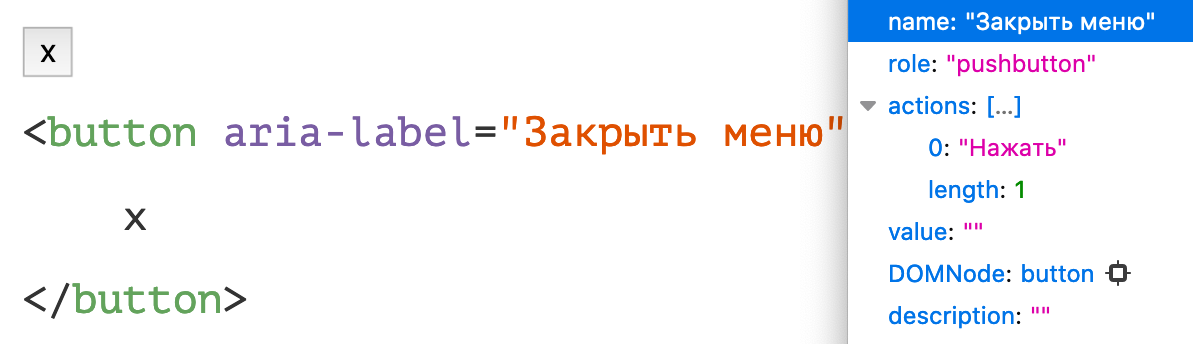 x
<button aria-label="Закрыть меню"
x
</button>
name: "Закрыть меню"
role: "pushbutton"
actions: […]
0: "Нажать"
length: 1
value: ""
DOMNode: button
description: ""